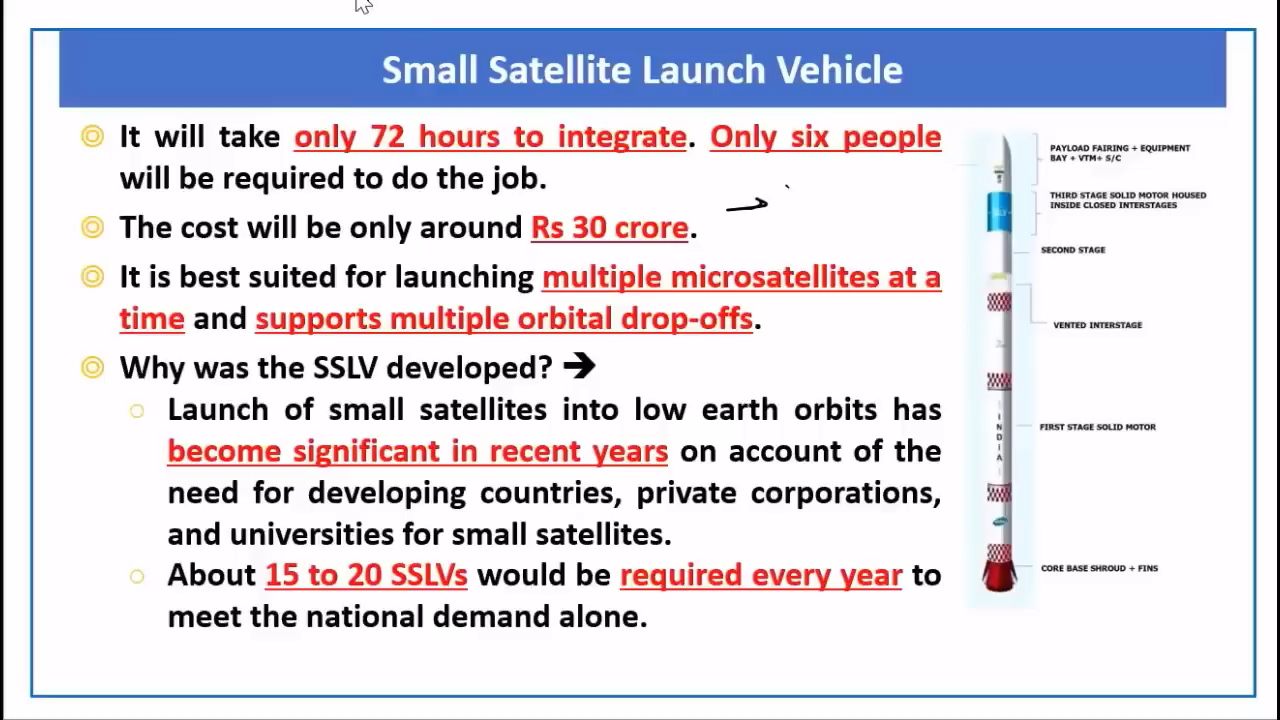 Small Satellite Launch Vehicle
It will take only 72 hours to integrate. Only six people
will be required to do the job.
The cost will be only around Rs 30 crore.
It is best suited for launching multiple microsatellites at a
time and supports multiple orbital drop-offs.
Why was the SSLV developed? ➔
Launch of small satellites into low earth orbits has
become significant in recent years on account of the
need for developing countries, private corporations,
and universities for small satellites.
About 15 to 20 SSLVs would be required every year to
meet the national demand alone.
PAYLOAD FAIRING + EQUIPMENT
BAY + VTM+ S/C
THIRD STAGE SOLID MOTOR HOUSED
INSIDE CLOSED INTERSTAGES
SECOND STAGE
VENTED INTERSTAGE
INDIA
FIRST STAGE SOLID MOTOR
CORE BASE SHROUD + FINS